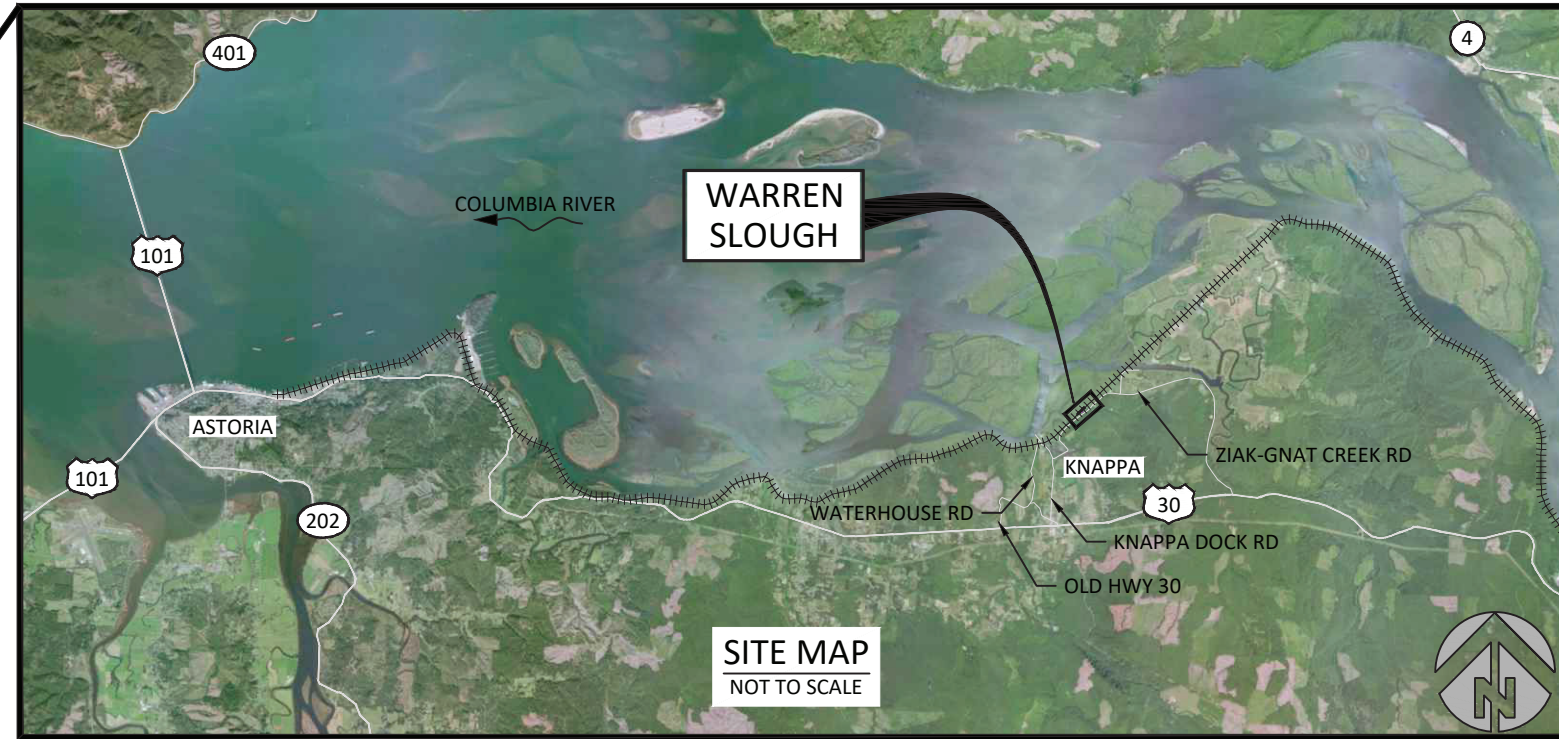 401
4
COLUMBIA RIVER
WARREN
SLOUGH
101
ASTORIA
101
202
KNAPPA
ZIAK-GNAT CREEK RD
WATERHOUSE RD
30
KNAPPA DOCK RD
OLD HWY 30
SITE MAP
NOT TO SCALE
N